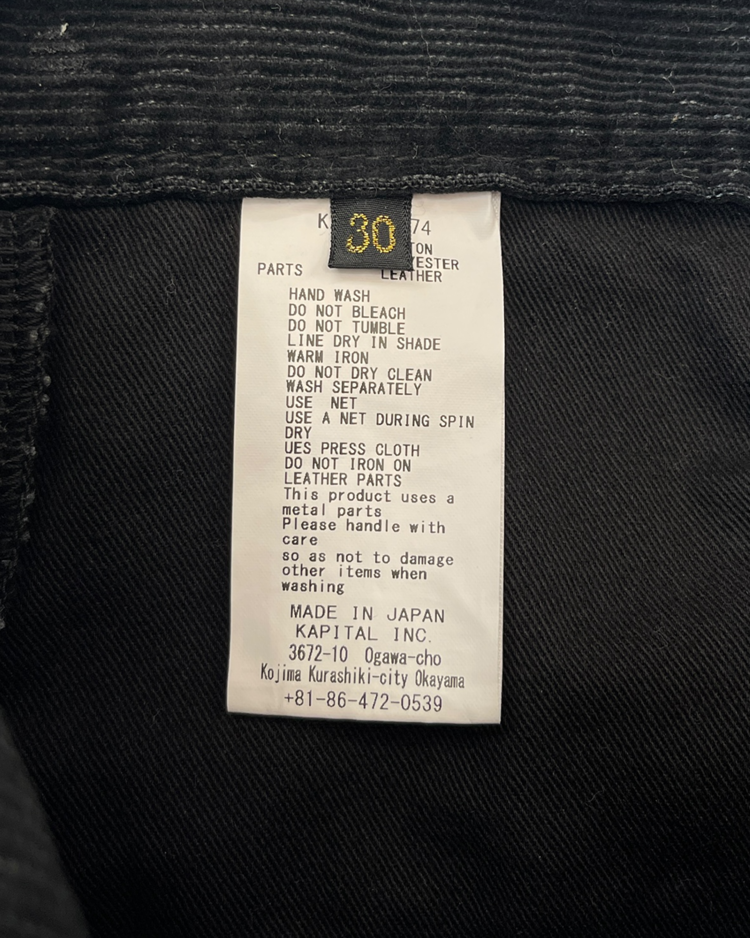 30
K 74
PARTS LEATHER
HAND WASH
DO NOT BLEACH
DO NOT TUMBLE
LINE DRY IN SHADE
WARM IRON
DO NOT DRY CLEAN
WASH SEPARATELY
USE NET
USE A NET DURING SPIN
DRY
UES PRESS CLOTH
DO NOT IRON ON
LEATHER PARTS
This product uses a
metal parts
Please handle with
care
so as not to damage
other items when
washing
MADE IN JAPAN
KAPITAL INC.
3672-10 Ogawa-cho
Kojima Kurashiki-city Okayama
+81-86-472-0539